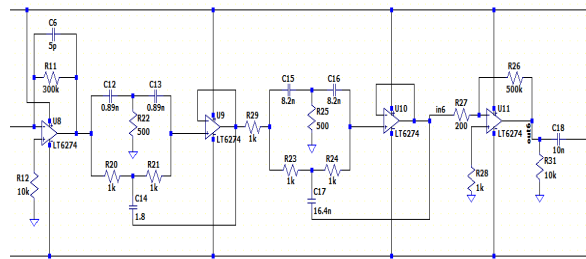 C6
5p
R11
300k
U8
LT6274
R12
10k
C12
0.89n
C13
0.89n
R22
500
R20
1k
R21
1k
C14
1.8
U9
LT6274
R29
1k
C15
8.2n
C16
8.2n
R25
500
R23
1k
R24
1k
C17
16.4n
U10
LT6274
in6
R27
200
R26
500k
U11
LT6274
R28
1k
out6
R31
10k
C18
10n